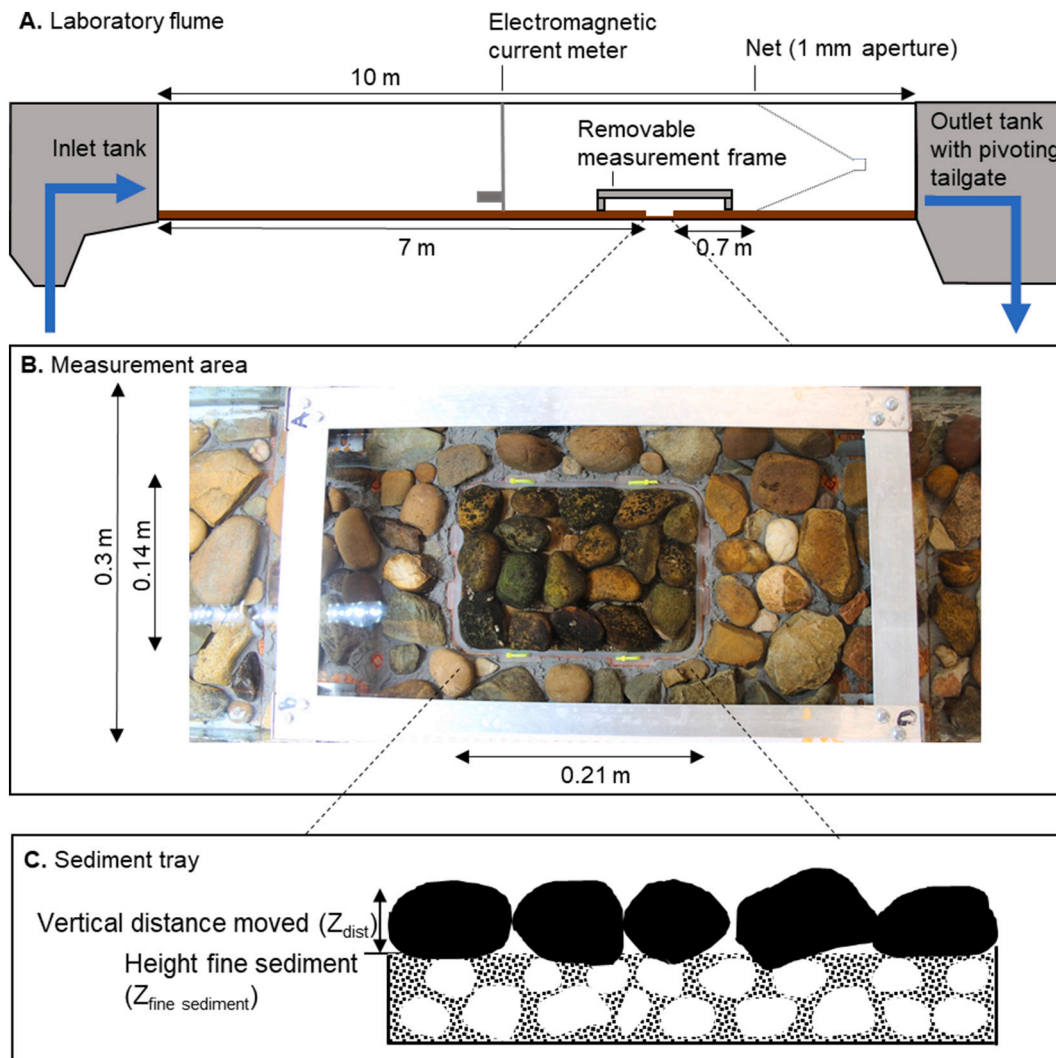 A. Laboratory flume
Electromagnetic
current meter
Net (1 mm aperture)
10 m
Inlet tank
Removable
measurement frame
Outlet tank
with pivoting
tailgate
7 m
0.7 m
B. Measurement area
A
0.3 m
0.14 m
0.21 m
C. Sediment tray
Vertical distance moved (Zdist)
Height fine sediment
(Zfine sediment)